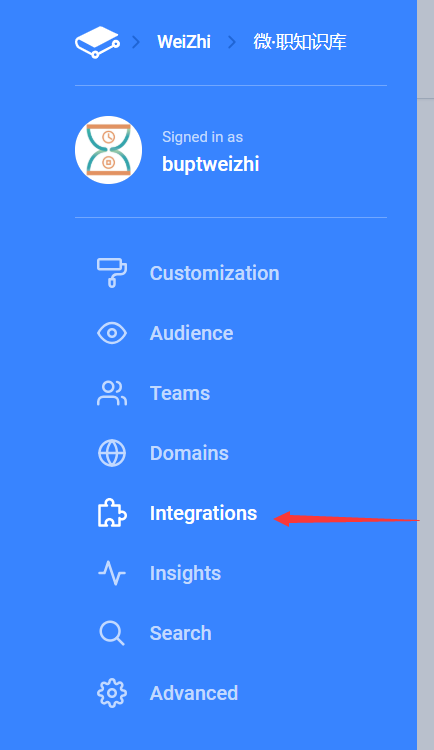 WeiZhi 微·职知识库
Signed in as
buptweizhi
Customization
Audience
Teams
Domains
Integrations
Insights
Search
Advanced